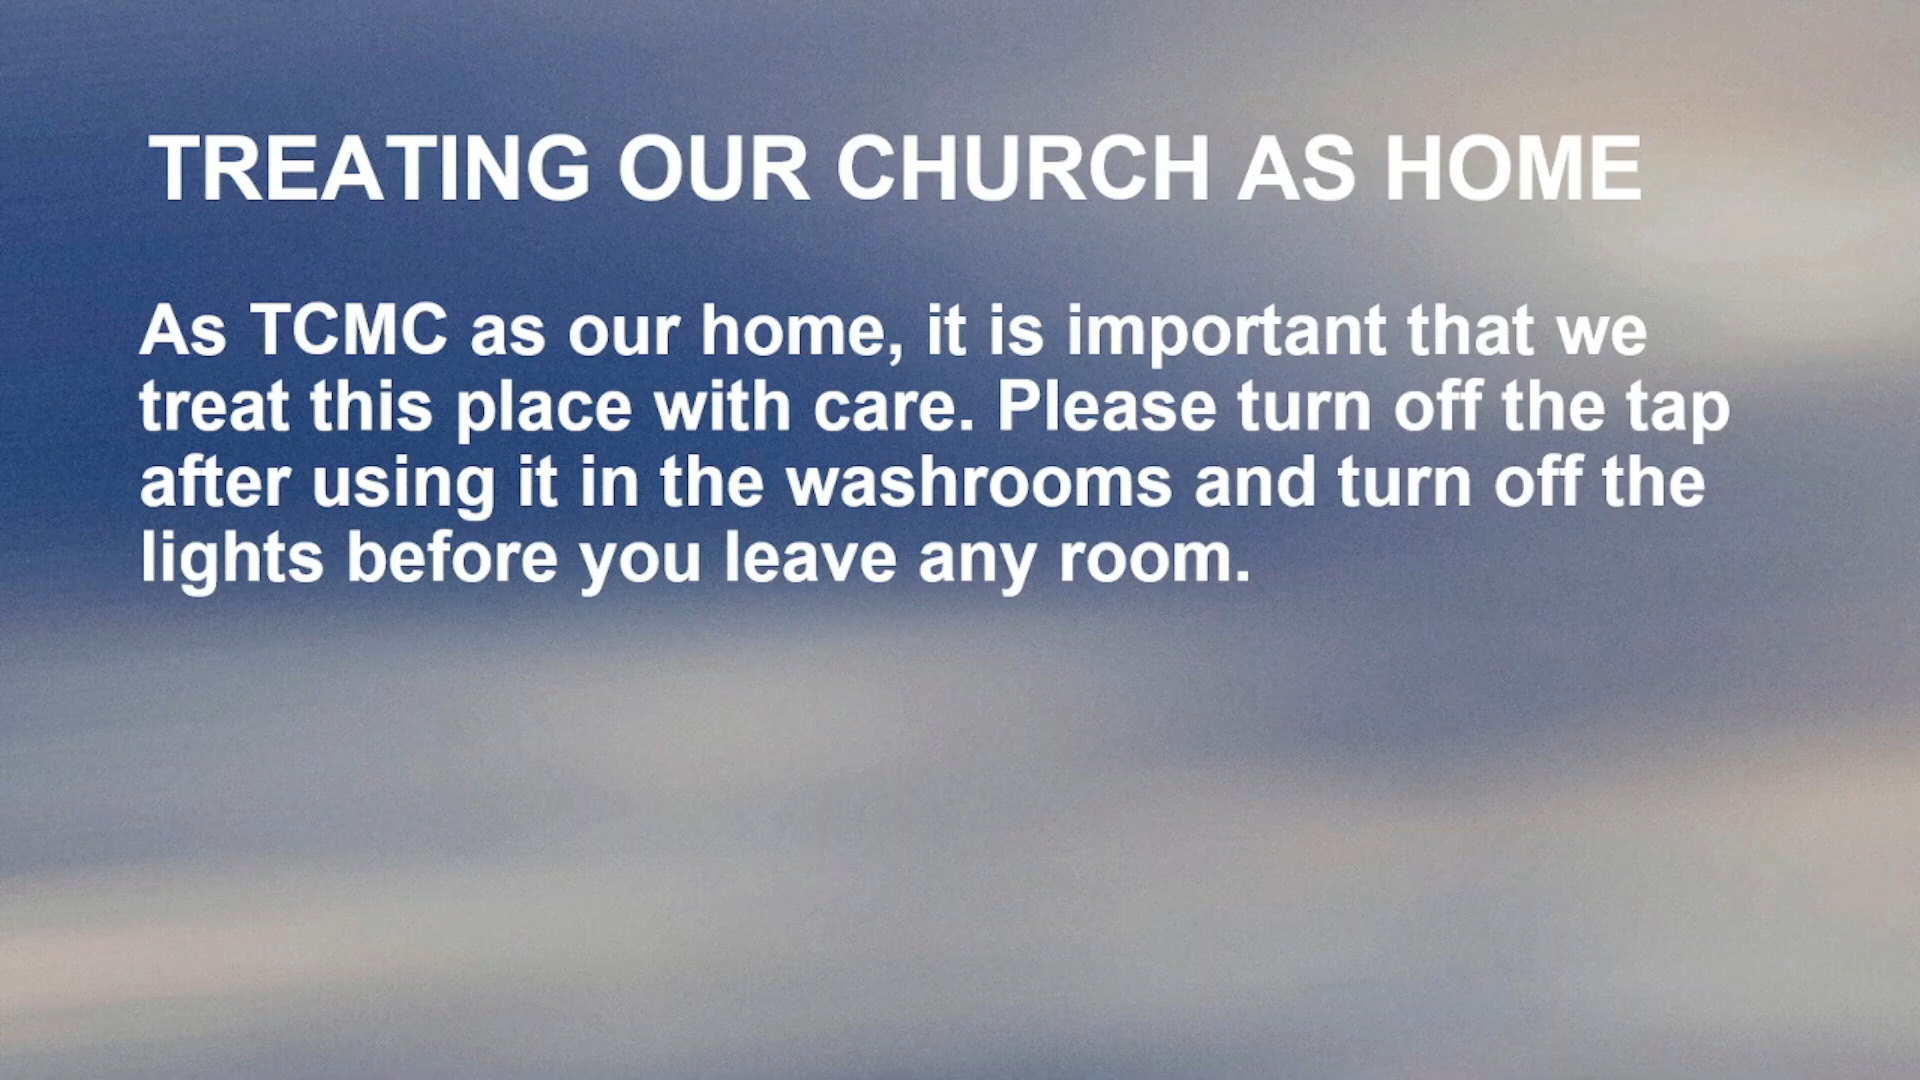 TREATING OUR CHURCH AS HOME
As TCMC as our home, it is important that we
treat this place with care. Please turn off the tap
after using it in the washrooms and turn off the
lights before you leave any room.